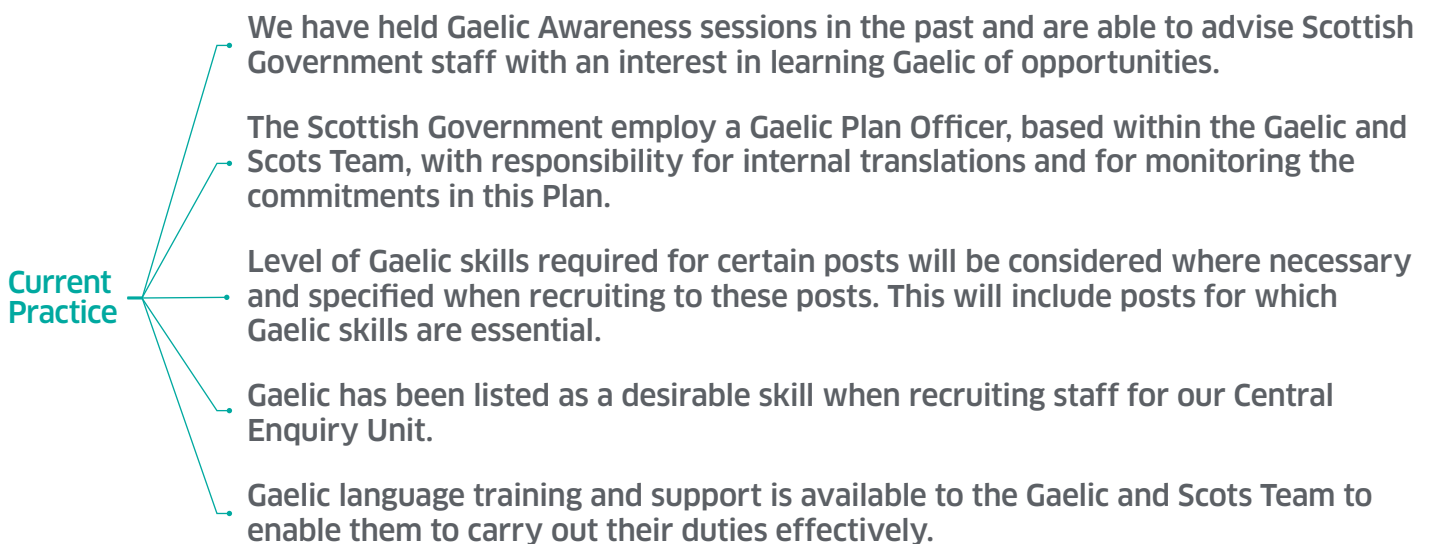 Current
Practice
We have held Gaelic Awareness sessions in the past and are able to advise Scottish
Government staff with an interest in learning Gaelic of opportunities.
The Scottish Government employ a Gaelic Plan Officer, based within the Gaelic and
Scots Team, with responsibility for internal translations and for monitoring the
commitments in this Plan.
Level of Gaelic skills required for certain posts will be considered where necessary
and specified when recruiting to these posts. This will include posts for which
Gaelic skills are essential.
Gaelic has been listed as a desirable skill when recruiting staff for our Central
Enquiry Unit.
Gaelic language training and support is available to the Gaelic and Scots Team to
enable them to carry out their duties effectively.